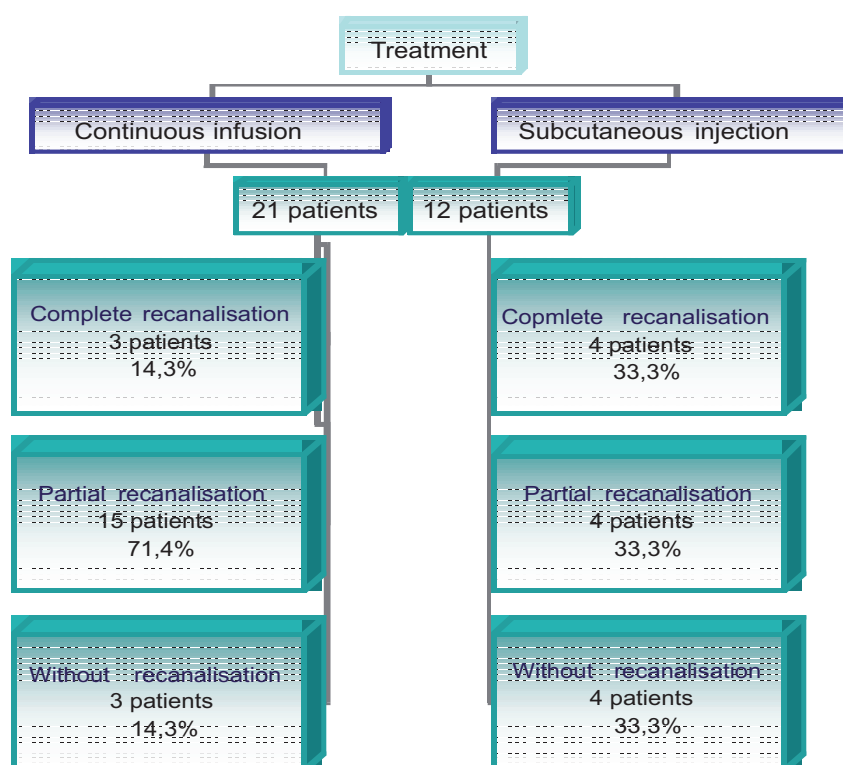 Treatment
Continuous infusion
Subcutaneous injection
21 patients
12 patients
Complete recanalisation
3 patients
14,3%
Copmlete recanalisation
4 patients
33,3%
Partial recanalisation
15 patients
71,4%
Partial recanalisation
4 patients
33,3%
Without recanalisation
3 patients
14,3%
Without recanalisation
4 patients
33,3%